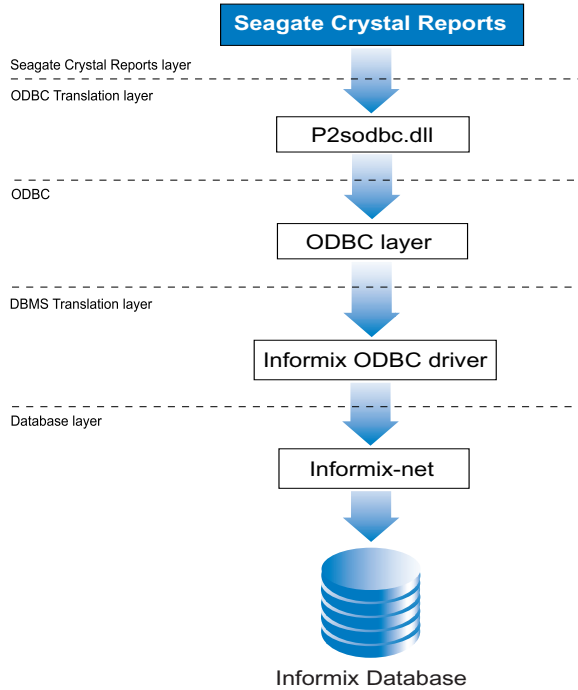 Seagate Crystal Reports
Seagate Crystal Reports layer
ODBC Translation layer
P2sodbc.dll
ODBC
ODBC layer
DBMS Translation layer
Informix ODBC driver
Database layer
Informix-net
Informix Database